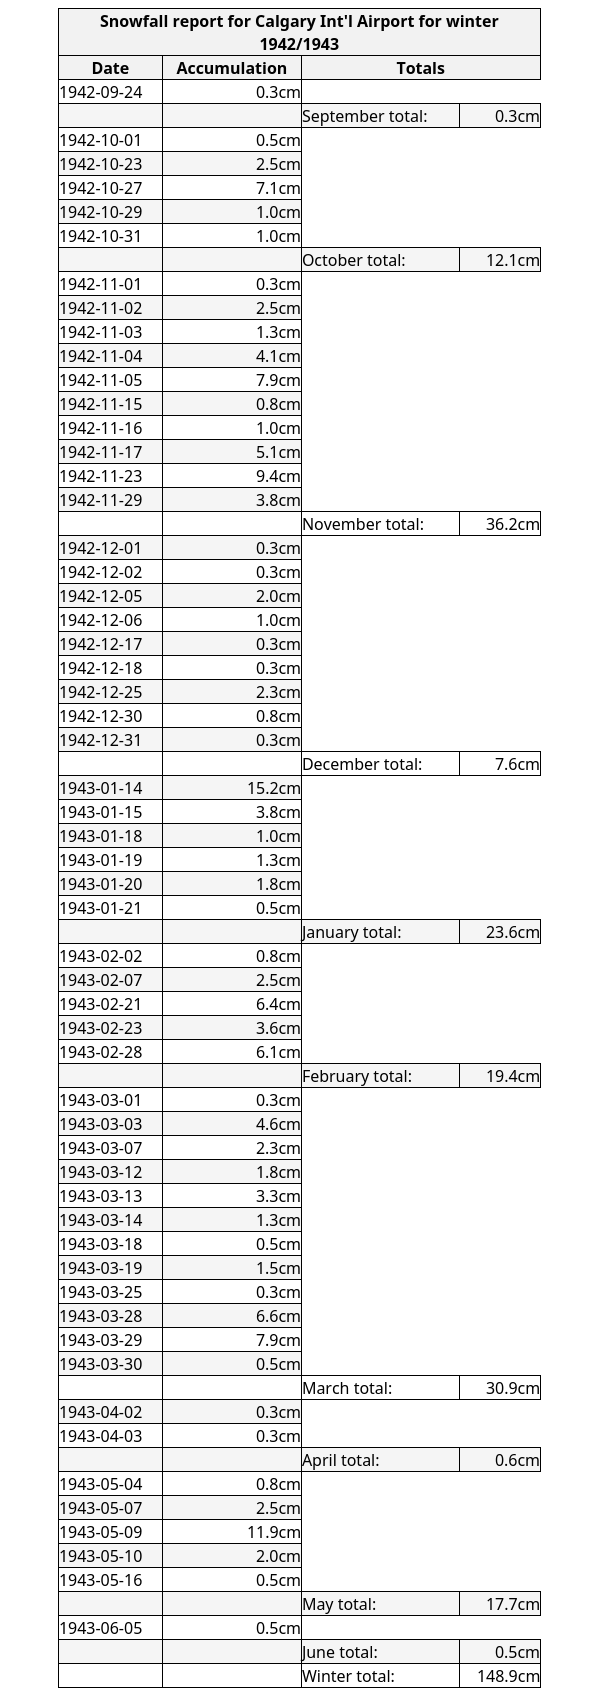 Snowfall report for Calgary Int'l Airport for winter
1942/1943
Date Accumulation Totals
1942-09-24 0.3cm
September total: 0.3cm
1942-10-01 0.5cm
1942-10-23 2.5cm
1942-10-27 7.1cm
1942-10-29 1.0cm
1942-10-31 1.0cm
October total: 12.1cm
1942-11-01 0.3cm
1942-11-02 2.5cm
1942-11-03 1.3cm
1942-11-04 4.1cm
1942-11-05 7.9cm
1942-11-15 0.8cm
1942-11-16 1.0cm
1942-11-17 5.1cm
1942-11-23 9.4cm
1942-11-29 3.8cm
November total: 36.2cm
1942-12-01 0.3cm
1942-12-02 0.3cm
1942-12-05 2.0cm
1942-12-06 1.0cm
1942-12-17 0.3cm
1942-12-18 0.3cm
1942-12-25 2.3cm
1942-12-30 0.8cm
1942-12-31 0.3cm
December total: 7.6cm
1943-01-14 15.2cm
1943-01-15 3.8cm
1943-01-18 1.0cm
1943-01-19 1.3cm
1943-01-20 1.8cm
1943-01-21 0.5cm
January total: 23.6cm
1943-02-02 0.8cm
1943-02-07 2.5cm
1943-02-21 6.4cm
1943-02-23 3.6cm
1943-02-28 6.1cm
February total: 19.4cm
1943-03-01 0.3cm
1943-03-03 4.6cm
1943-03-07 2.3cm
1943-03-12 1.8cm
1943-03-13 3.3cm
1943-03-14 1.3cm
1943-03-18 0.5cm
1943-03-19 1.5cm
1943-03-25 0.3cm
1943-03-28 6.6cm
1943-03-29 7.9cm
1943-03-30 0.5cm
March total: 30.9cm
1943-04-02 0.3cm
1943-04-03 0.3cm
April total: 0.6cm
1943-05-04 0.8cm
1943-05-07 2.5cm
1943-05-09 11.9cm
1943-05-10 2.0cm
1943-05-16 0.5cm
May total: 17.7cm
1943-06-05 0.5cm
June total: 0.5cm
Winter total: 148.9cm